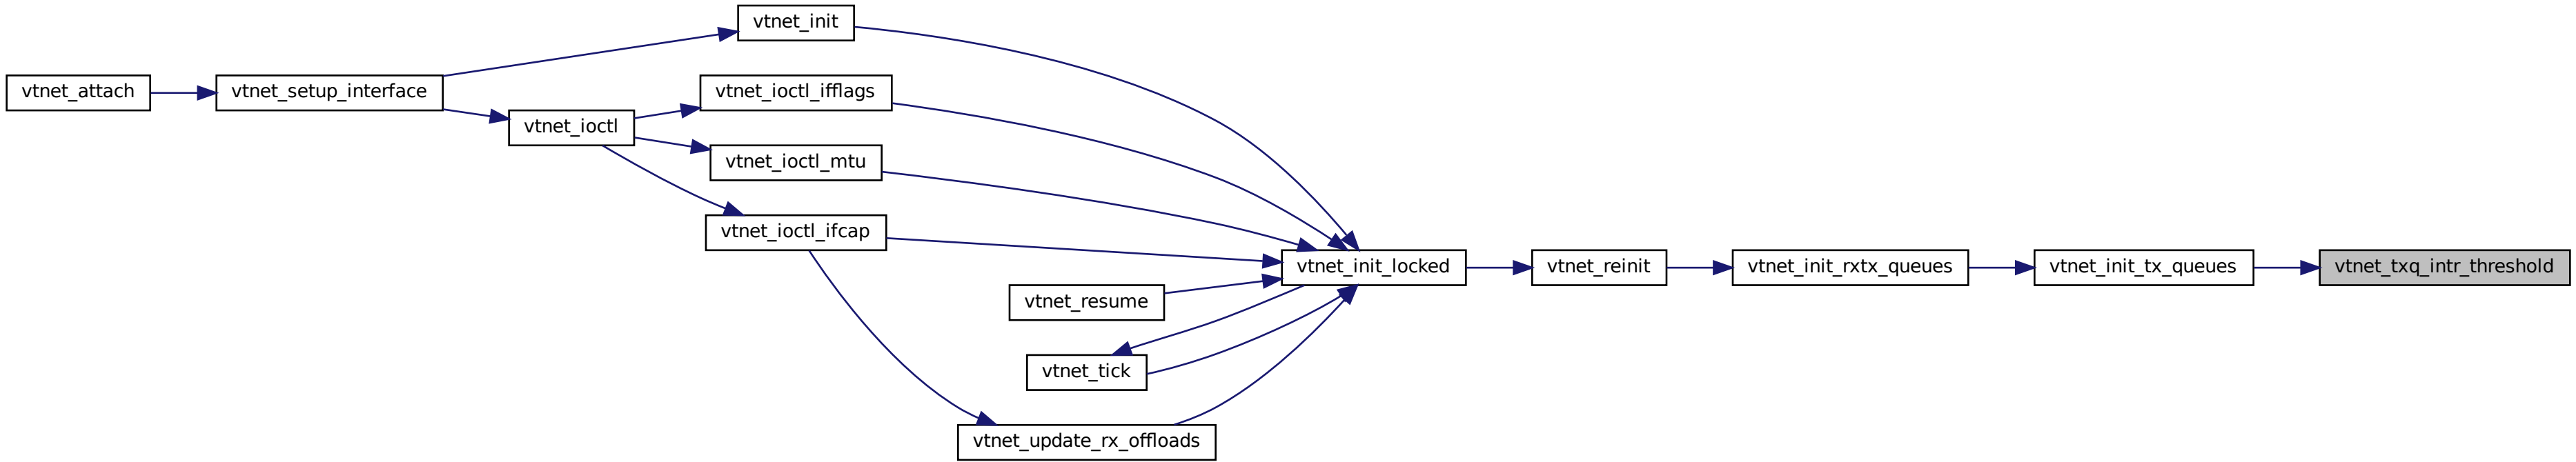 vtnet_init
vtnet_attach
vtnet_setup_interface
vtnet_ioctl_ifflags
vtnet_ioctl
vtnet_ioctl_mtu
vtnet_ioctl_ifcap
vtnet_init_locked
vtnet_reinit
vtnet_init_rxtx_queues
vtnet_init_tx_queues
vtnet_txq_intr_threshold
vtnet_resume
vtnet_tick
vtnet_update_rx_offloads